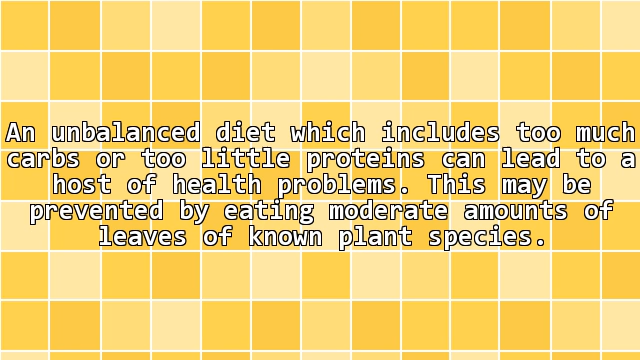 An unbalanced diet which includes too much
carbs or too little proteins can lead to a
host of health problems. This may be
prevented by eating moderate amounts of
leaves of known plant species.